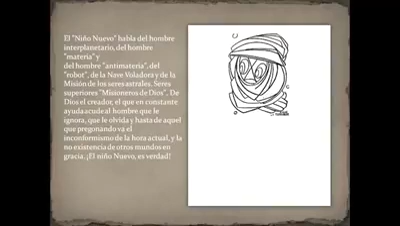 El "Niño Nuevo" habla del hombre
interplanetario, del hombre
"materia" y
del hombre "antimateria", del
"robot", de la Nave Voladora y de la
Misión de los seres astrales. Seres
superiores "Misioneros de Dios", De
Dios el creador, el que en constante
ayuda acude al hombre que le
ignora, que le olvida y hasta de aquel
que pregonando va el
inconformismo de la hora actual, y la
no existencia de otros mundos en
gracia. ¡El niño Nuevo, es verdad!